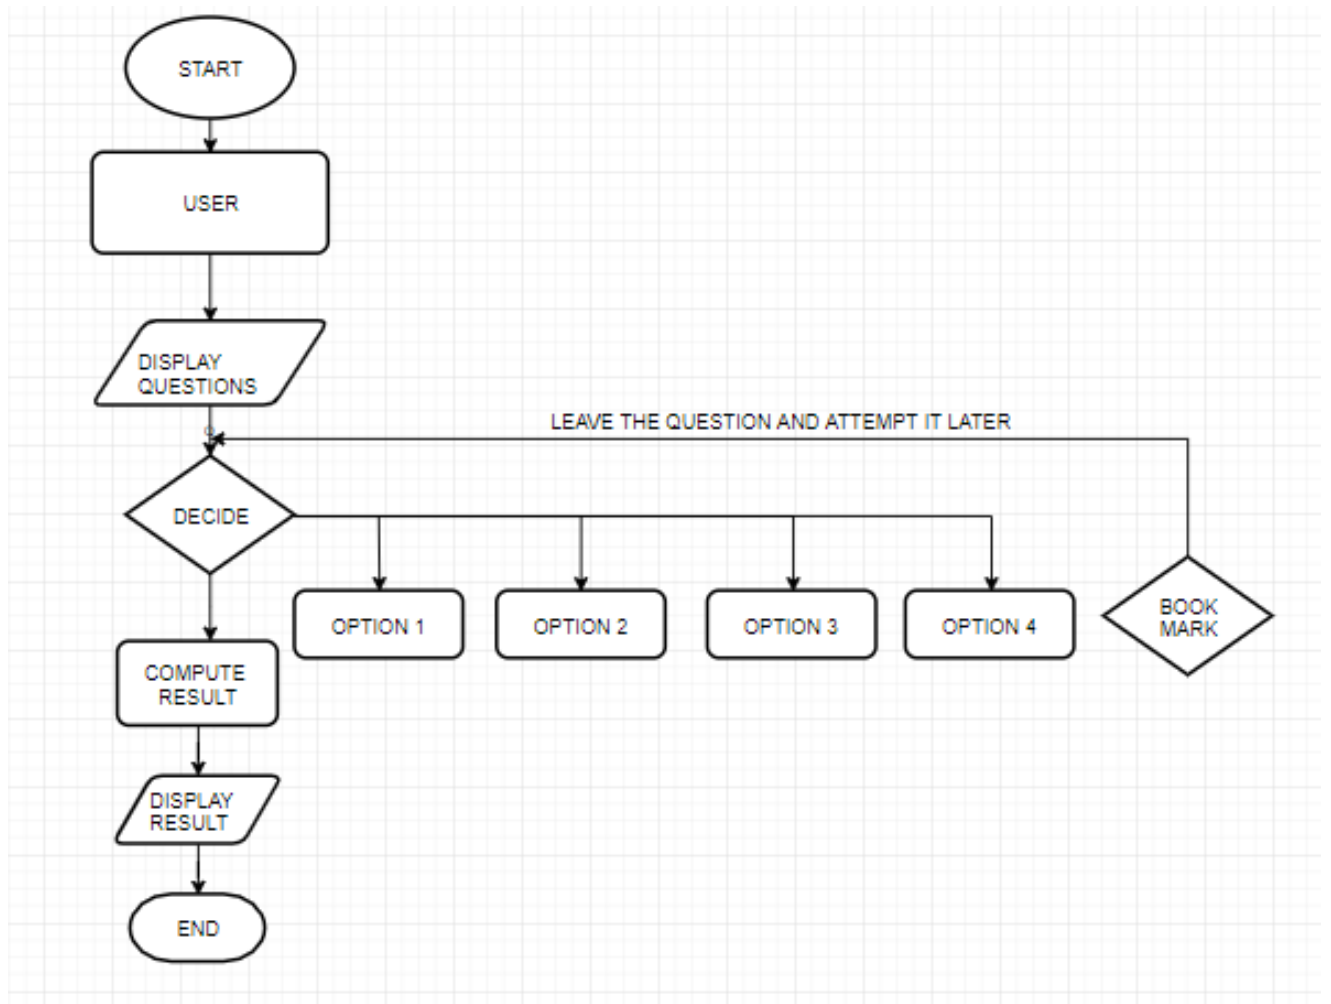 START
USER
DISPLAY
QUESTIONS
LEAVE THE QUESTION AND ATTEMPT IT LATER
DECIDE
OPTION 1
OPTION 2
OPTION 3
OPTION 4
BOOK
MARK
COMPUTE
RESULT
DISPLAY
RESULT
END